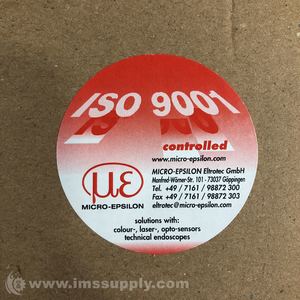 ISO 9001
controlled
www.micro-epsilon.com
με
MICRO-EPSILON
MICRO-EPSILON Eltrotec GmbH
Manfred-Wörner-Str. 101 - 73037 Göppingen
Tel. +49 / 7161 / 98872 300
Fax +49 / 7161 / 98872 303
eltrotec@micro-epsilon.com
solutions with:
colour-, laser-, opto-sensors
technical endoscopes
© www.imssupply.com